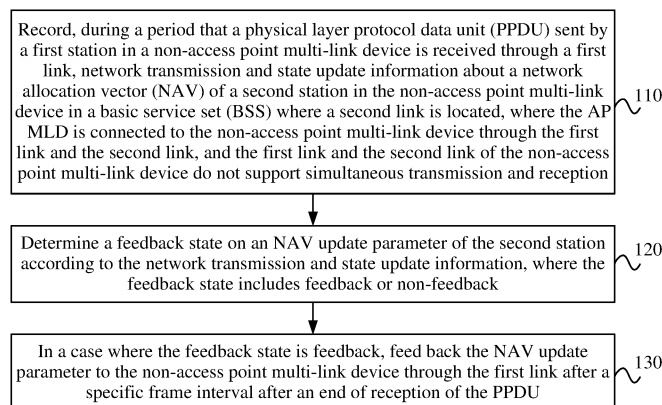 Record, during a period that a physical layer protocol data unit (PPDU) sent by
a first station in a non-access point multi-link device is received through a first
link, network transmission and state update information about a network
allocation vector (NAV) of a second station in the non-access point multi-link
device in a basic service set (BSS) where a second link is located, where the AP
MLD is connected to the non-access point multi-link device through the first
link and the second link, and the first link and the second link of the non-access
point multi-link device do not support simultaneous transmission and reception
110
Determine a feedback state on an NAV update parameter of the second station
according to the network transmission and state update information, where the
feedback state includes feedback or non-feedback
120
In a case where the feedback state is feedback, feed back the NAV update
parameter to the non-access point multi-link device through the first link after a
specific frame interval after an end of reception of the PPDU
130